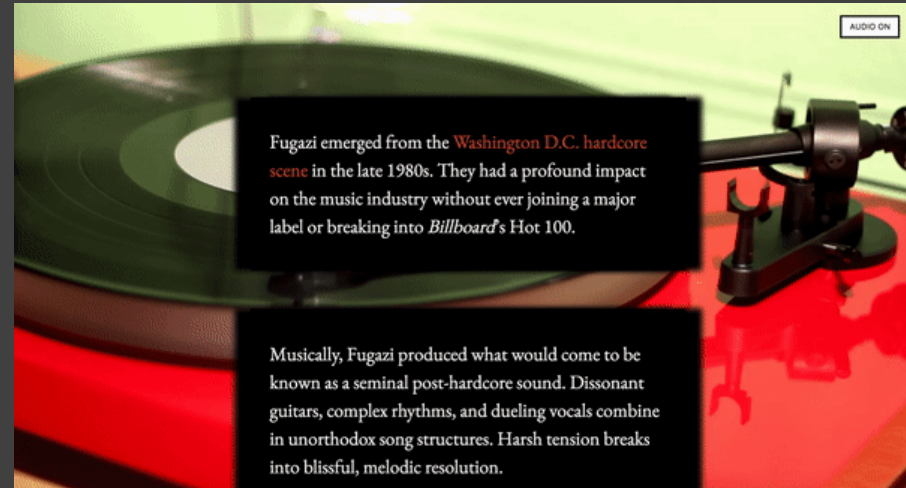 AUDIO ON
Fugazi emerged from the Washington D.C. hardcore
scene in the late 1980s. They had a profound impact
on the music industry without ever joining a major
label or breaking into Billboard's Hot 100.
Musically, Fugazi produced what would come to be
known as a seminal post-hardcore sound. Dissonant
guitars, complex rhythms, and dueling vocals combine
in unorthodox song structures. Harsh tension breaks
into blissful, melodic resolution.